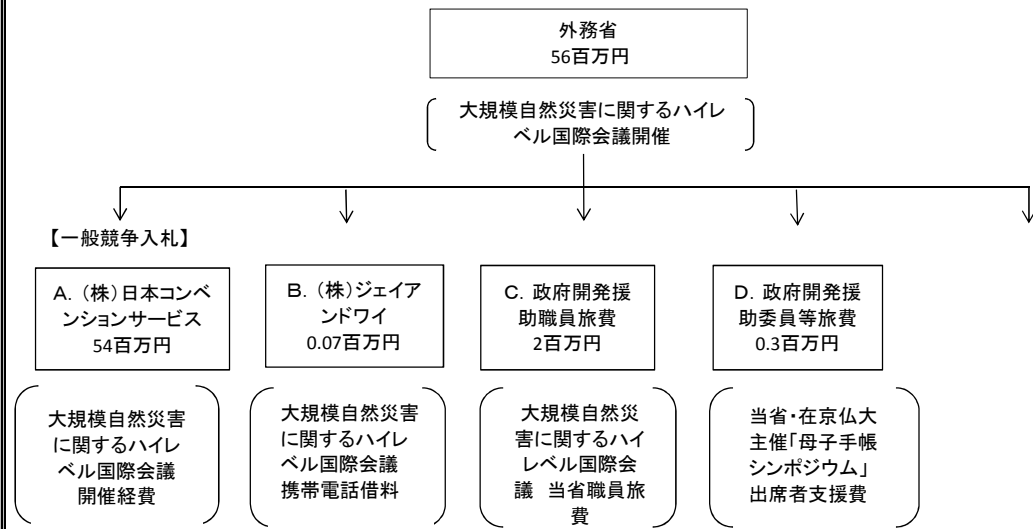 外務省
56百万円
大規模自然災害に関するハイレ
ベル国際会議開催
【一般競争入札】
A. (株)日本コンベ
ンションサービス
54百万円
B. (株)ジェイア
ンドワイ
0.07百万円
C. 政府開発援
助職員旅費
2百万円
D. 政府開発援
助委員等旅費
0.3百万円
大規模自然災害
に関するハイレ
ベル国際会議
開催経費
大規模自然災害
に関するハイレ
ベル国際会議
携帯電話借料
大規模自然災
害に関するハイ
レベル国際会
議 当省職員旅
費
当省・在京仏大
主催「母子手帳
シンポジウム」
出席者支援費